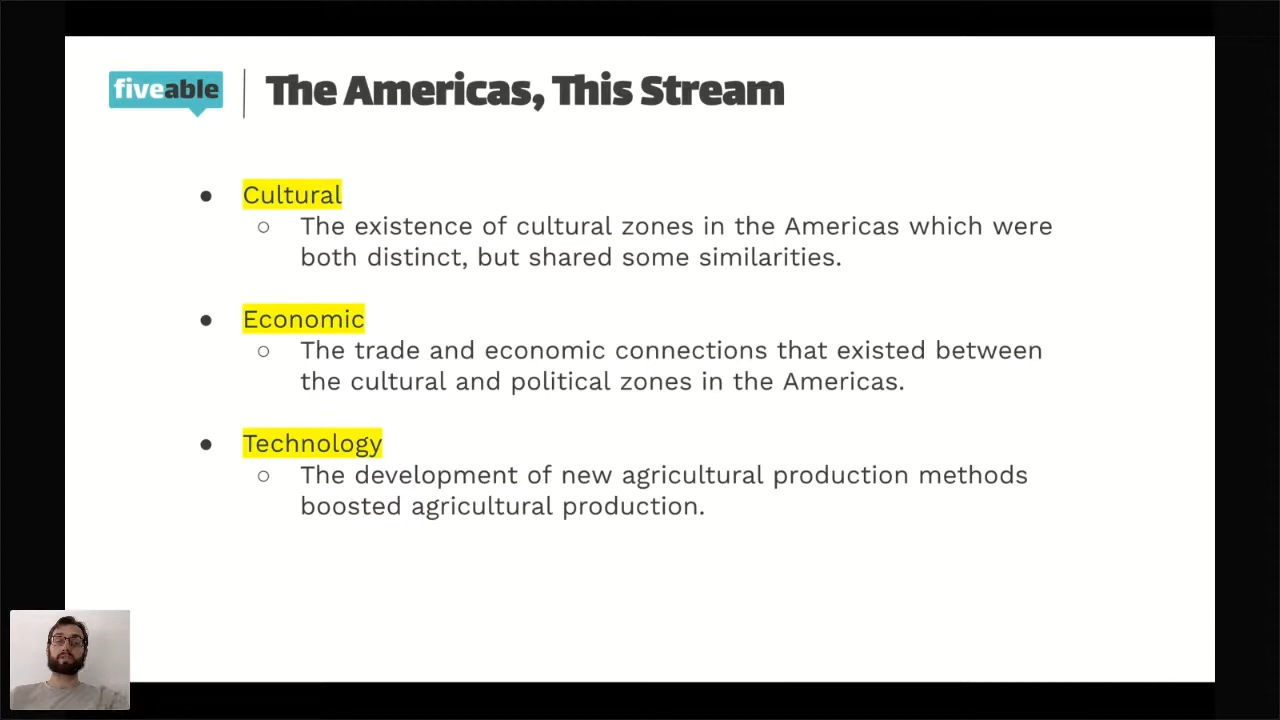 fiveable
The Americas, This Stream
● Cultural
○ The existence of cultural zones in the Americas which were
both distinct, but shared some similarities.
● Economic
○ The trade and economic connections that existed between
the cultural and political zones in the Americas.
● Technology
○ The development of new agricultural production methods
boosted agricultural production.